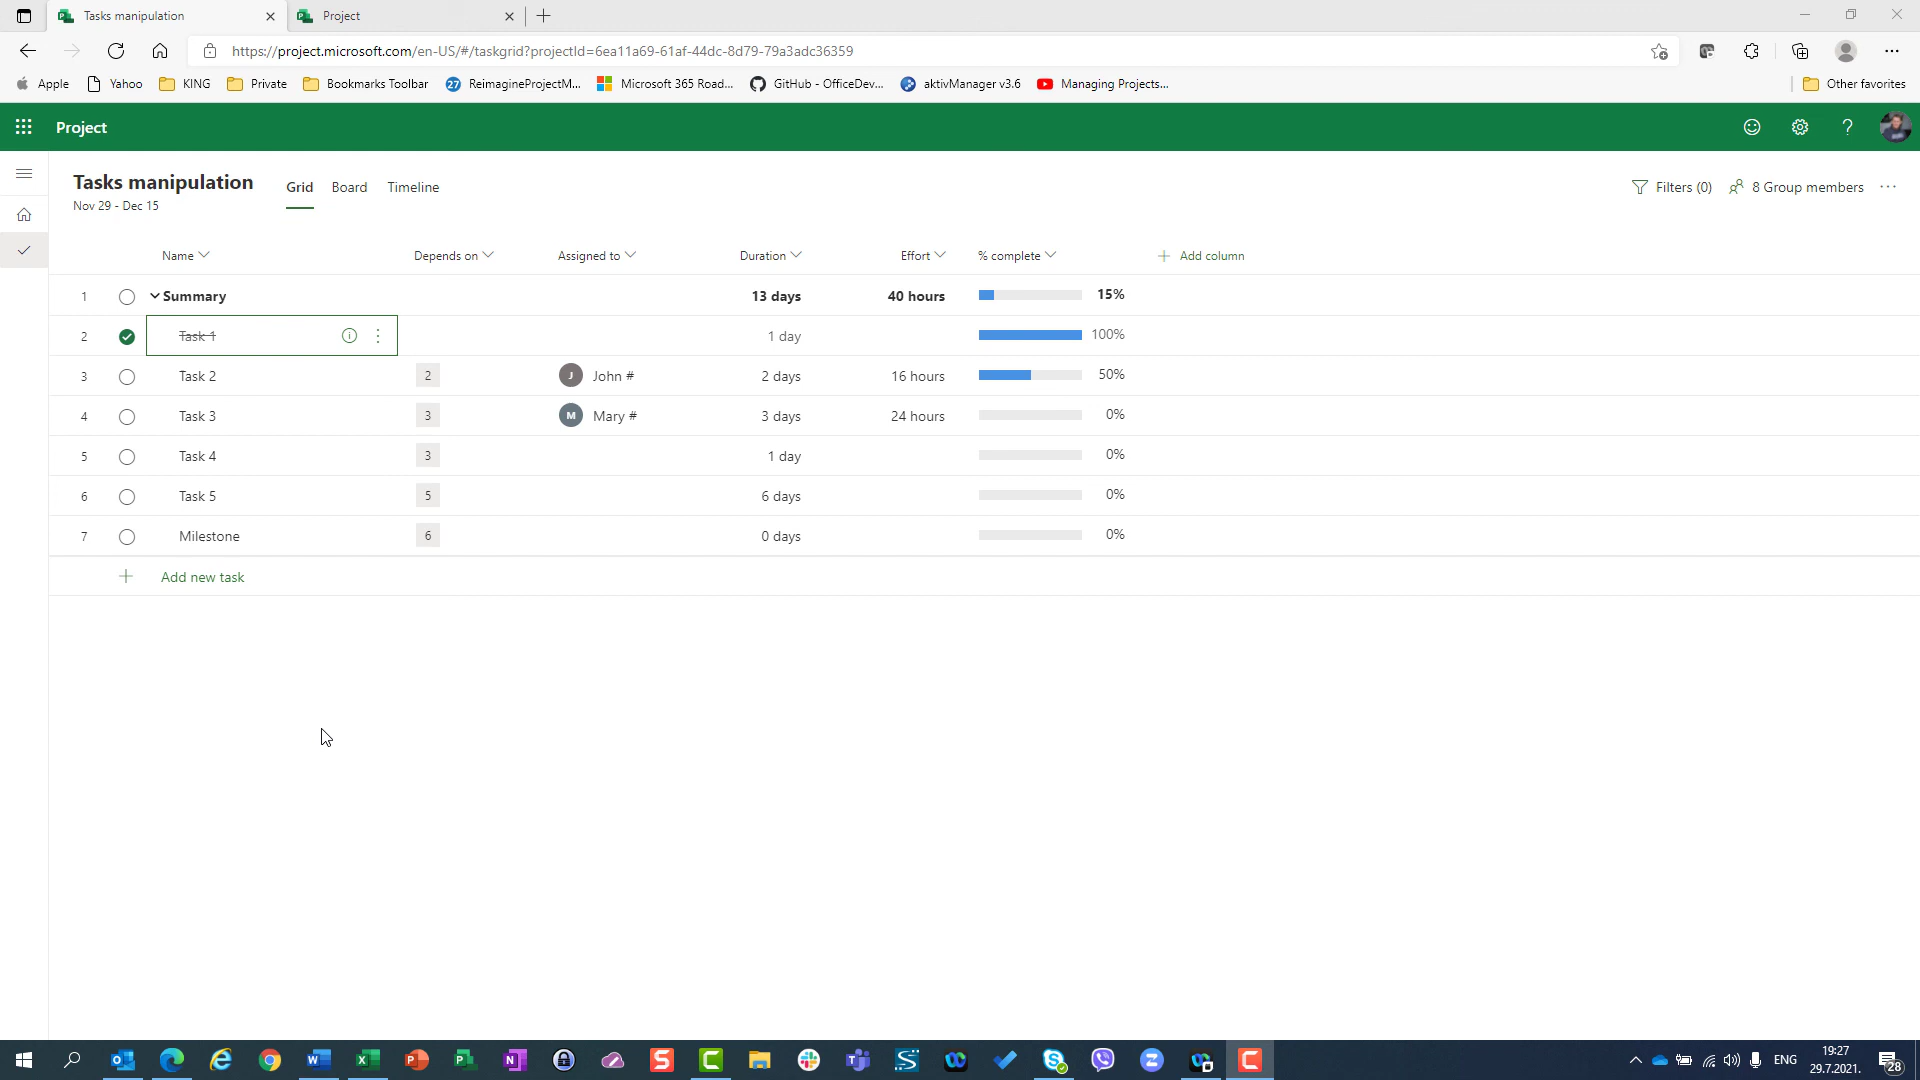 Tasks manipulation
Project
https://project.microsoft.com/en-US/#/taskgrid?projectId=6ea11a69-61af-44dc-8d79-79a3adc36359
Apple Yahoo KING Private Bookmarks Toolbar 27 ReimagineProjectM... Microsoft 365 Road... GitHub - OfficeDev... aktivManager v3.6 Managing Projects... Other favorites
Project
Tasks manipulation Grid Board Timeline Filters (0) 8 Group members
Nov 29 - Dec 15
Name Depends on Assigned to Duration Effort % complete Add column
1 Summary 13 days 40 hours 15%
2 Task 1 1 day 100%
3 Task 2 2 J John # 2 days 16 hours 50%
4 Task 3 3 M Mary # 3 days 24 hours 0%
5 Task 4 3 1 day 0%
6 Task 5 5 6 days 0%
7 Milestone 6 0 days 0%
Add new task
ENG 19:27
29.7.2021. 28